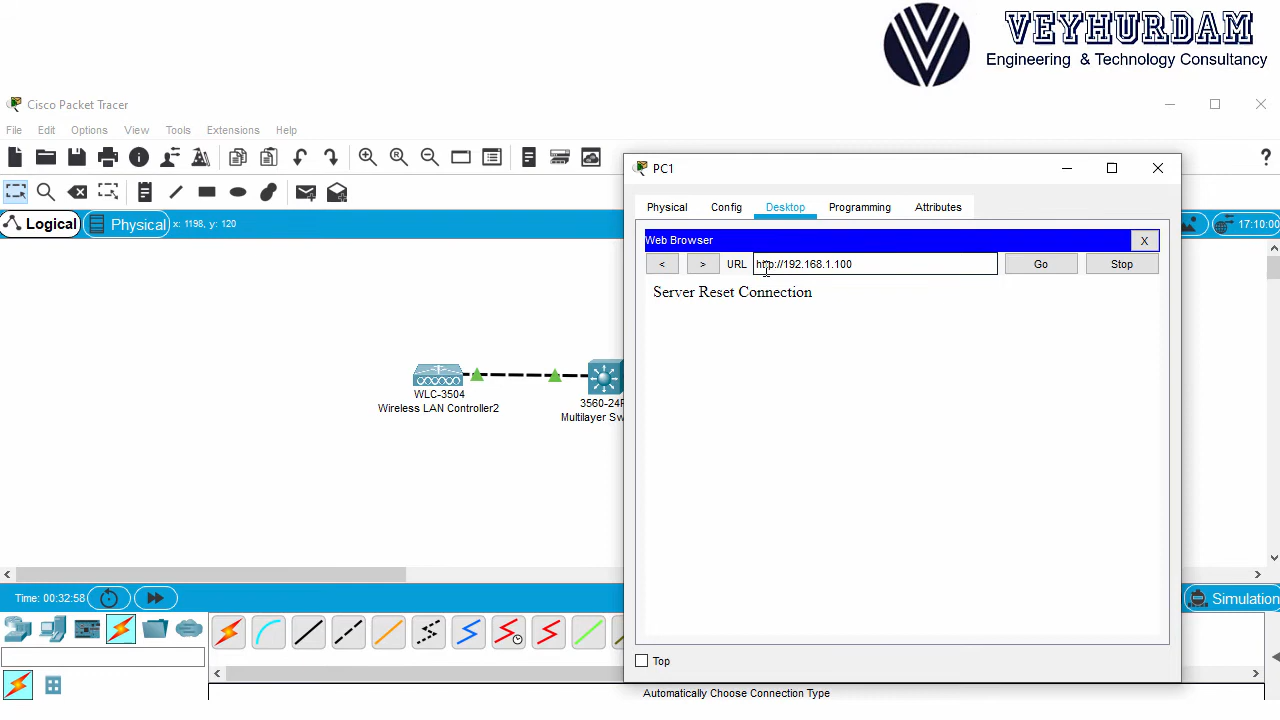 VEYHURDAM
Engineering & Technology Consultancy
Cisco Packet Tracer
File Edit Options View Tools Extensions Help
?
PC1
Physical Config Desktop Programming Attributes
Logical Physical x: 1198, y: 120
17:10:00
Web Browser X
< > URL http://192.168.1.100 Go Stop
Server Reset Connection
WLC-3504
Wireless LAN Controller2
3560-24
Multilayer Sw
Time: 00:32:58
Simulation
Top
Automatically Choose Connection Type